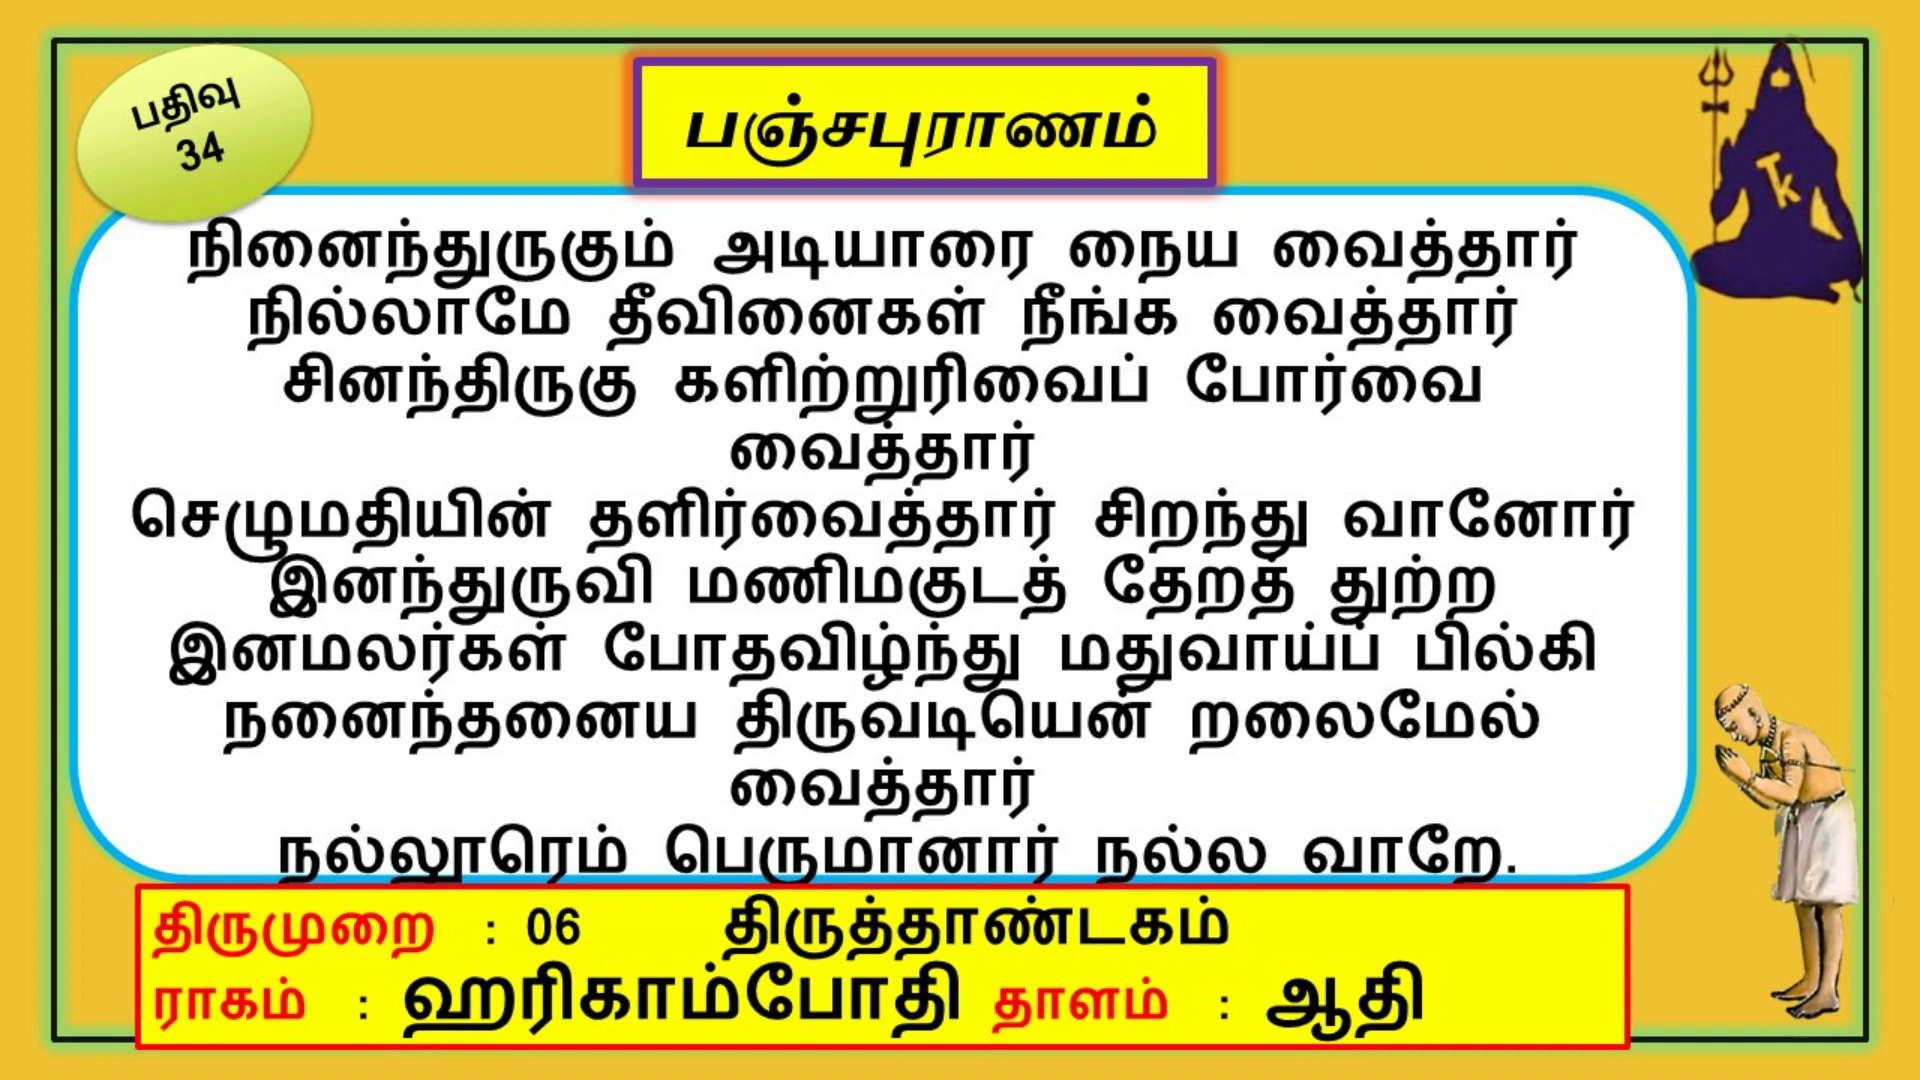 பதிவு
34
பஞ்சபுராணம்
நினைந்துருகும் அடியாரை நைய வைத்தார்
நில்லாமே தீவினைகள் நீங்க வைத்தார்
சினந்திருகு களிற்றுரிவைப் போர்வை
வைத்தார்
செழுமதியின் தளிர்வைத்தார் சிறந்து வானோர்
இனந்துருவி மணிமகுடத் தேறத் துற்ற
இனமலர்கள் போதவிழ்ந்து மதுவாய்ப் பில்கி
நனைந்தனைய திருவடியென் றலைமேல்
வைத்தார்
நல்லூரெம் பெருமானார் நல்ல வாறே.
திருமுறை : 06 திருத்தாண்டகம்
ராகம் : ஹரிகாம்போதி தாளம் : ஆதி
Tk